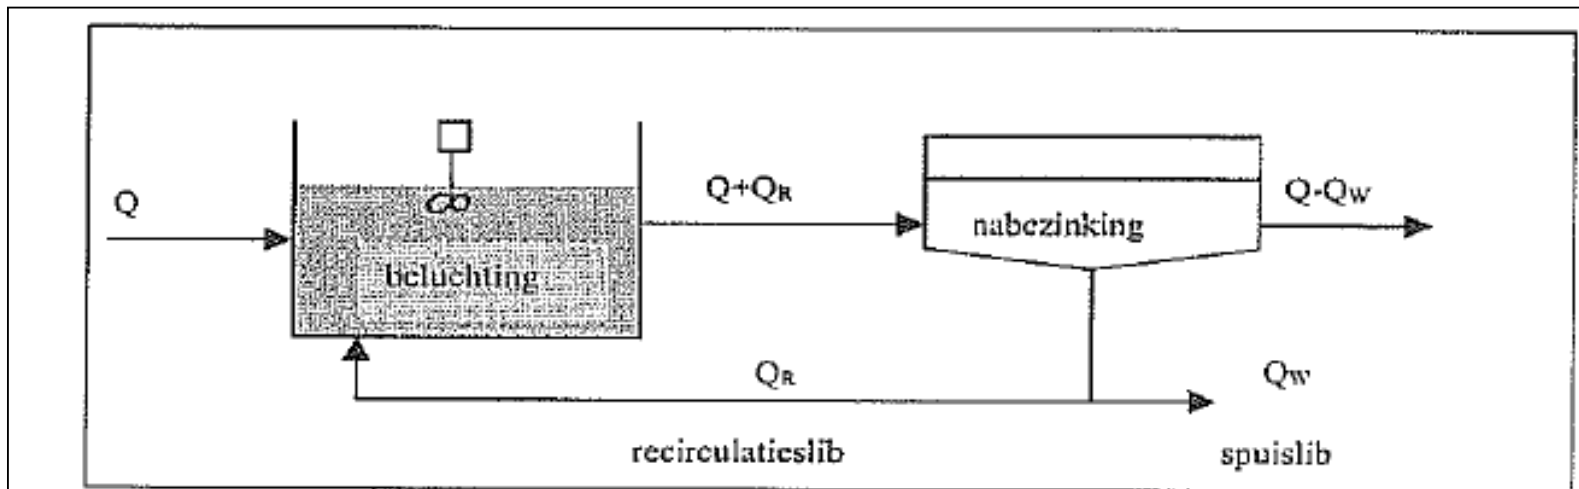 Q
Q+QR
Q-QW
beluchting
nabezinking
QR
QW
recirculatieslib
spuislib